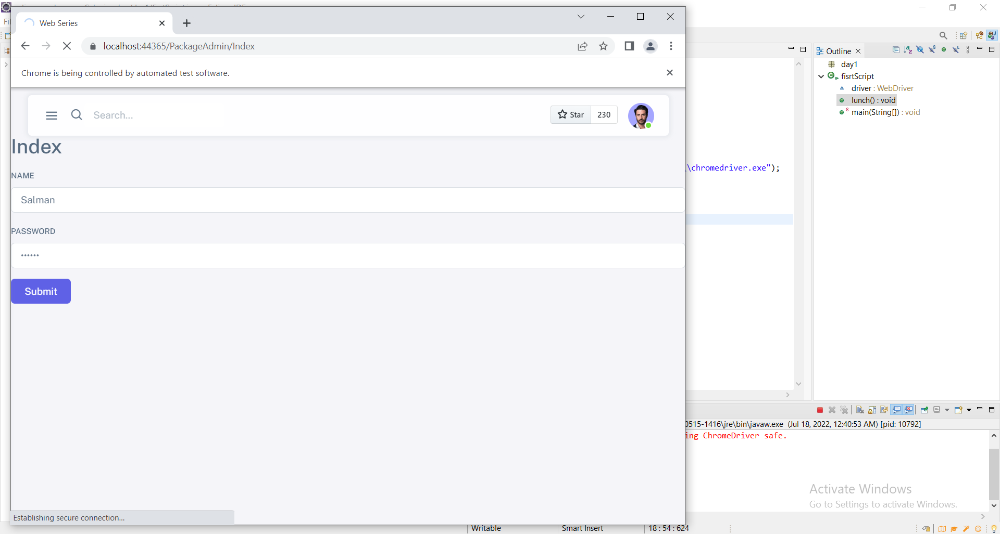 Web Series
Fi
localhost:44365/PackageAdmin/Index
Chrome is being controlled by automated test software.
Search...
Star 230
Index
NAME
Salman
PASSWORD
••••••
Submit
Establishing secure connection...
\chromedriver.exe");
Outline
day1
fisrtScript
driver : WebDriver
lunch() : void
main(String[]) : void
0515-1416\jre\bin\javaw.exe (Jul 18, 2022, 12:40:53 AM) [pid: 10792]
ing ChromeDriver safe.
Activate Windows
Go to Settings to activate Windows.
Writable
Smart Insert
18 : 54 : 624